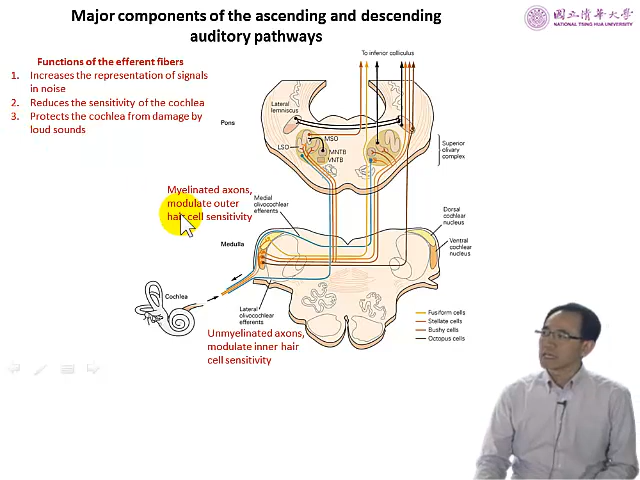 Major components of the ascending and descending
auditory pathways
國立清華大學
NATIONAL TSING HUA UNIVERSITY
Functions of the efferent fibers
1. Increases the representation of signals
in noise
2. Reduces the sensitivity of the cochlea
3. Protects the cochlea from damage by
loud sounds
To inferior colliculus
Lateral
lemniscus
Pons
MSO
LSO
MNTB
VNTB
Superior
olivary
complex
Myelinated axons,
modulate outer
hair cell sensitivity
Medial
olivocochlear
efferents
Dorsal
cochlear
nucleus
Medulla
Ventral
cochlear
nucleus
Cochlea
Lateral
olivocochlear
efferents
Unmyelinated axons,
modulate inner hair
cell sensitivity
Fusiform cells
Stellate cells
Bushy cells
Octopus cells